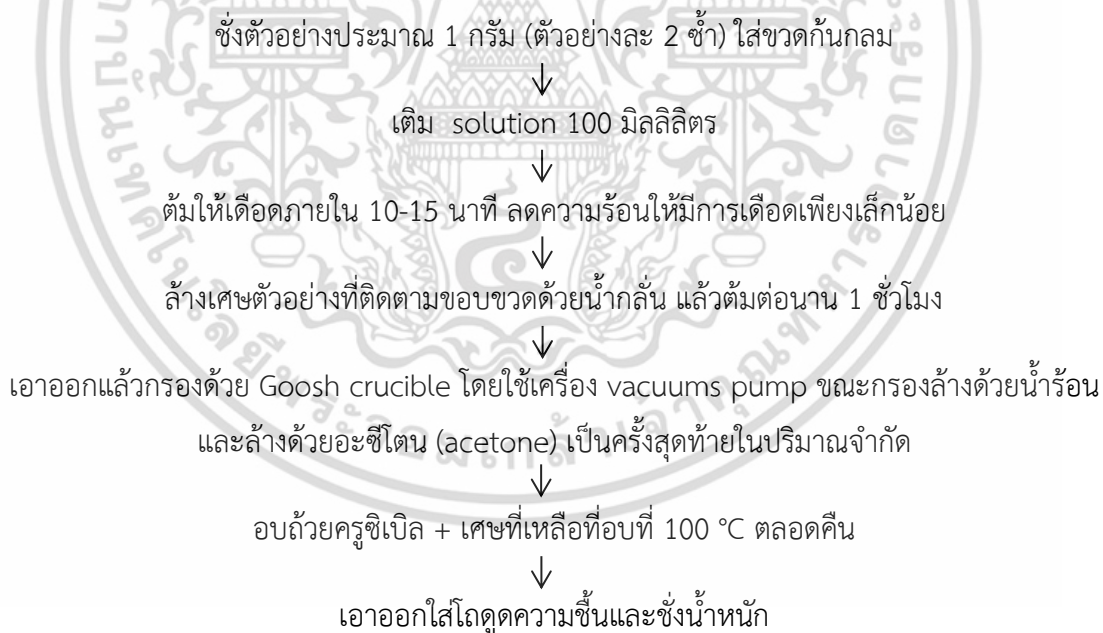 ชั่งตัวอย่างประมาณ 1 กรัม (ตัวอย่างละ 2 ซ้ำ) ใส่ขวดก้นกลม
เติม solution 100 มิลลิลิตร
ต้มให้เดือดภายใน 10-15 นาที ลดความร้อนให้มีการเดือดเพียงเล็กน้อย
ล้างเศษตัวอย่างที่ติดตามขอบขวดด้วยน้ำกลั่น แล้วต้มต่อนาน 1 ชั่วโมง
เอาออกแล้วกรองด้วย Goosh crucible โดยใช้เครื่อง vacuums pump ขณะกรองล้างด้วยน้ำร้อน
และล้างด้วยอะซีโตน (acetone) เป็นครั้งสุดท้ายในปริมาณจำกัด
อบถ้วยครูซิเบิล + เศษที่เหลือที่อบที่ 100 °C ตลอดคืน
เอาออกใส่โถดูดความชื้นและชั่งน้ำหนัก